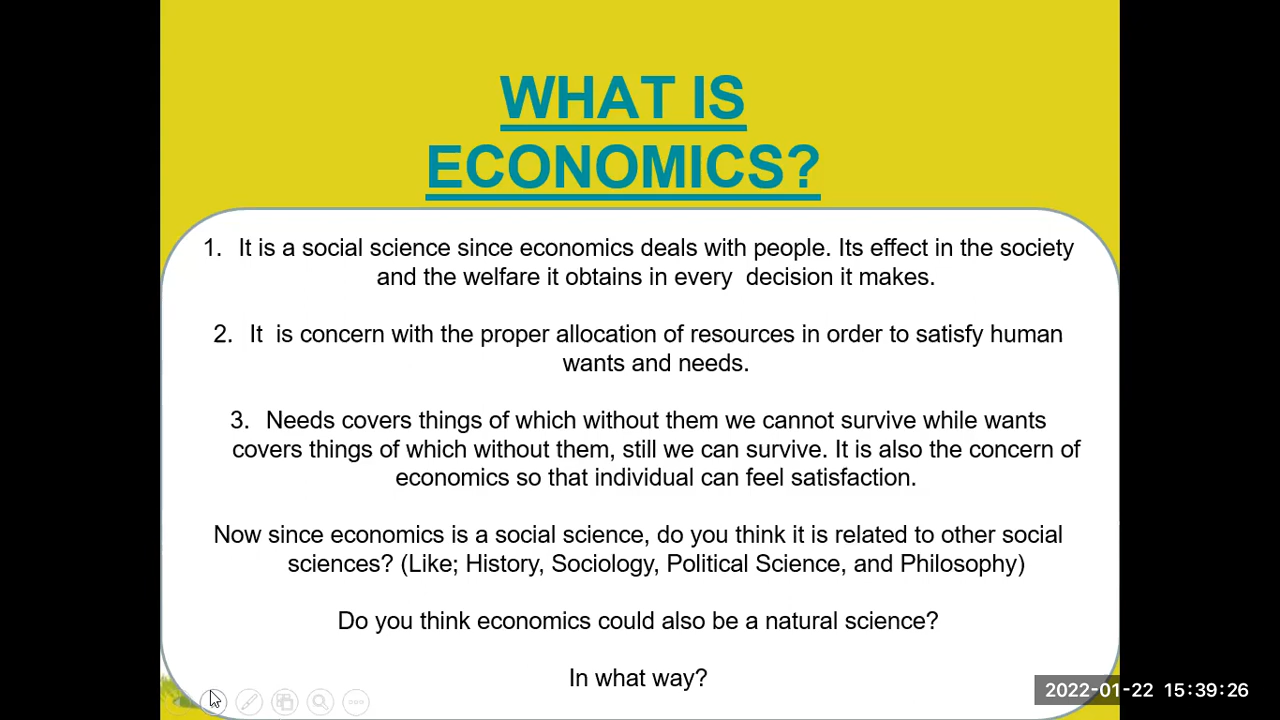 WHAT IS
ECONOMICS?
1. It is a social science since economics deals with people. Its effect in the society
and the welfare it obtains in every decision it makes.
2. It is concern with the proper allocation of resources in order to satisfy human
wants and needs.
3. Needs covers things of which without them we cannot survive while wants
covers things of which without them, still we can survive. It is also the concern of
economics so that individual can feel satisfaction.
Now since economics is a social science, do you think it is related to other social
sciences? (Like; History, Sociology, Political Science, and Philosophy)
Do you think economics could also be a natural science?
In what way?
2022-01-22 15:39:26